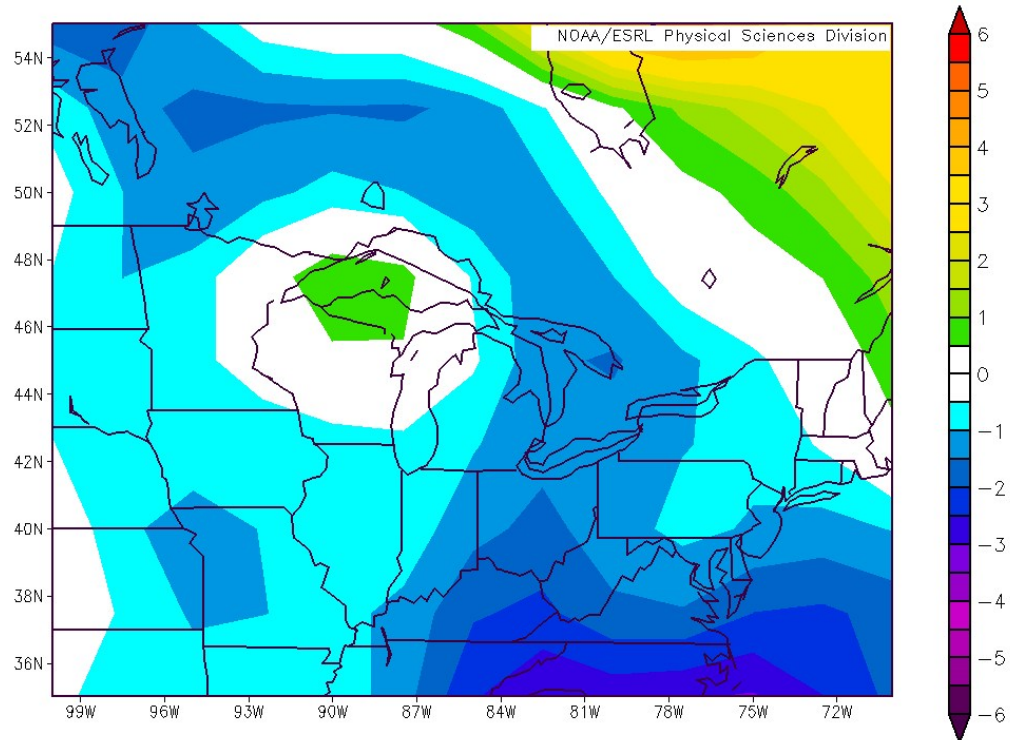 NOAA/ESRL Physical Sciences Division
54N
52N
50N
48N
46N
44N
42N
40N
38N
36N
99W 96W 93W 90W 87W 84W 81W 78W 75W 72W
6
5
4
3
2
1
0
−1
−2
−3
−4
−5
−6